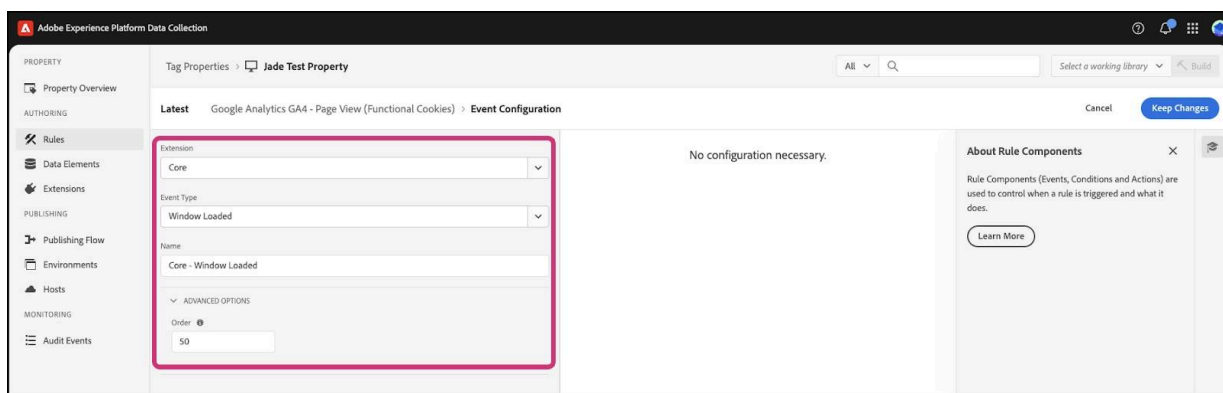 Adobe Experience Platform Data Collection
PROPERTY
Property Overview
AUTHORING
Rules
Data Elements
Extensions
PUBLISHING
Publishing Flow
Environments
Hosts
MONITORING
Audit Events
Tag Properties > Jade Test Property
All
Select a working library
Build
Latest Google Analytics GA4 - Page View (Functional Cookies) > Event Configuration
Cancel
Keep Changes
Extension
Core
Event Type
Window Loaded
Name
Core - Window Loaded
ADVANCED OPTIONS
Order
50
No configuration necessary.
About Rule Components
Rule Components (Events, Conditions and Actions) are
used to control when a rule is triggered and what it
does.
Learn More